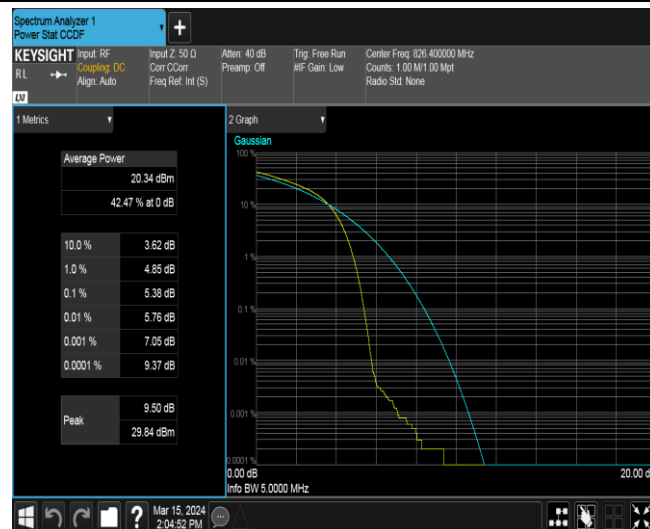 Spectrum Analyzer 1
Power Stat CCDF
+
KEYSIGHT
RL
LXI
Input: RF
Coupling: DC
Align: Auto
Input Z: 50 Ω
Corr CCorr
Freq Ref: Int (S)
Atten: 40 dB
Preamp: Off
Trig: Free Run
#IF Gain: Low
Center Freq: 826.400000 MHz
Counts: 1.00 M/1.00 Mpt
Radio Std: None
1 Metrics
Average Power
20.34 dBm
42.47 % at 0 dB
10.0 % 3.62 dB
1.0 % 4.85 dB
0.1 % 5.38 dB
0.01 % 5.76 dB
0.001 % 7.05 dB
0.0001 % 9.37 dB
Peak
9.50 dB
29.84 dBm
2 Graph
Gaussian
100 %
10 %
1 %
0.1 %
0.01 %
0.001 %
0.0001 %
0.00 dB
20.00 d
Info BW 5.0000 MHz
?
Mar 15, 2024
2:04:52 PM